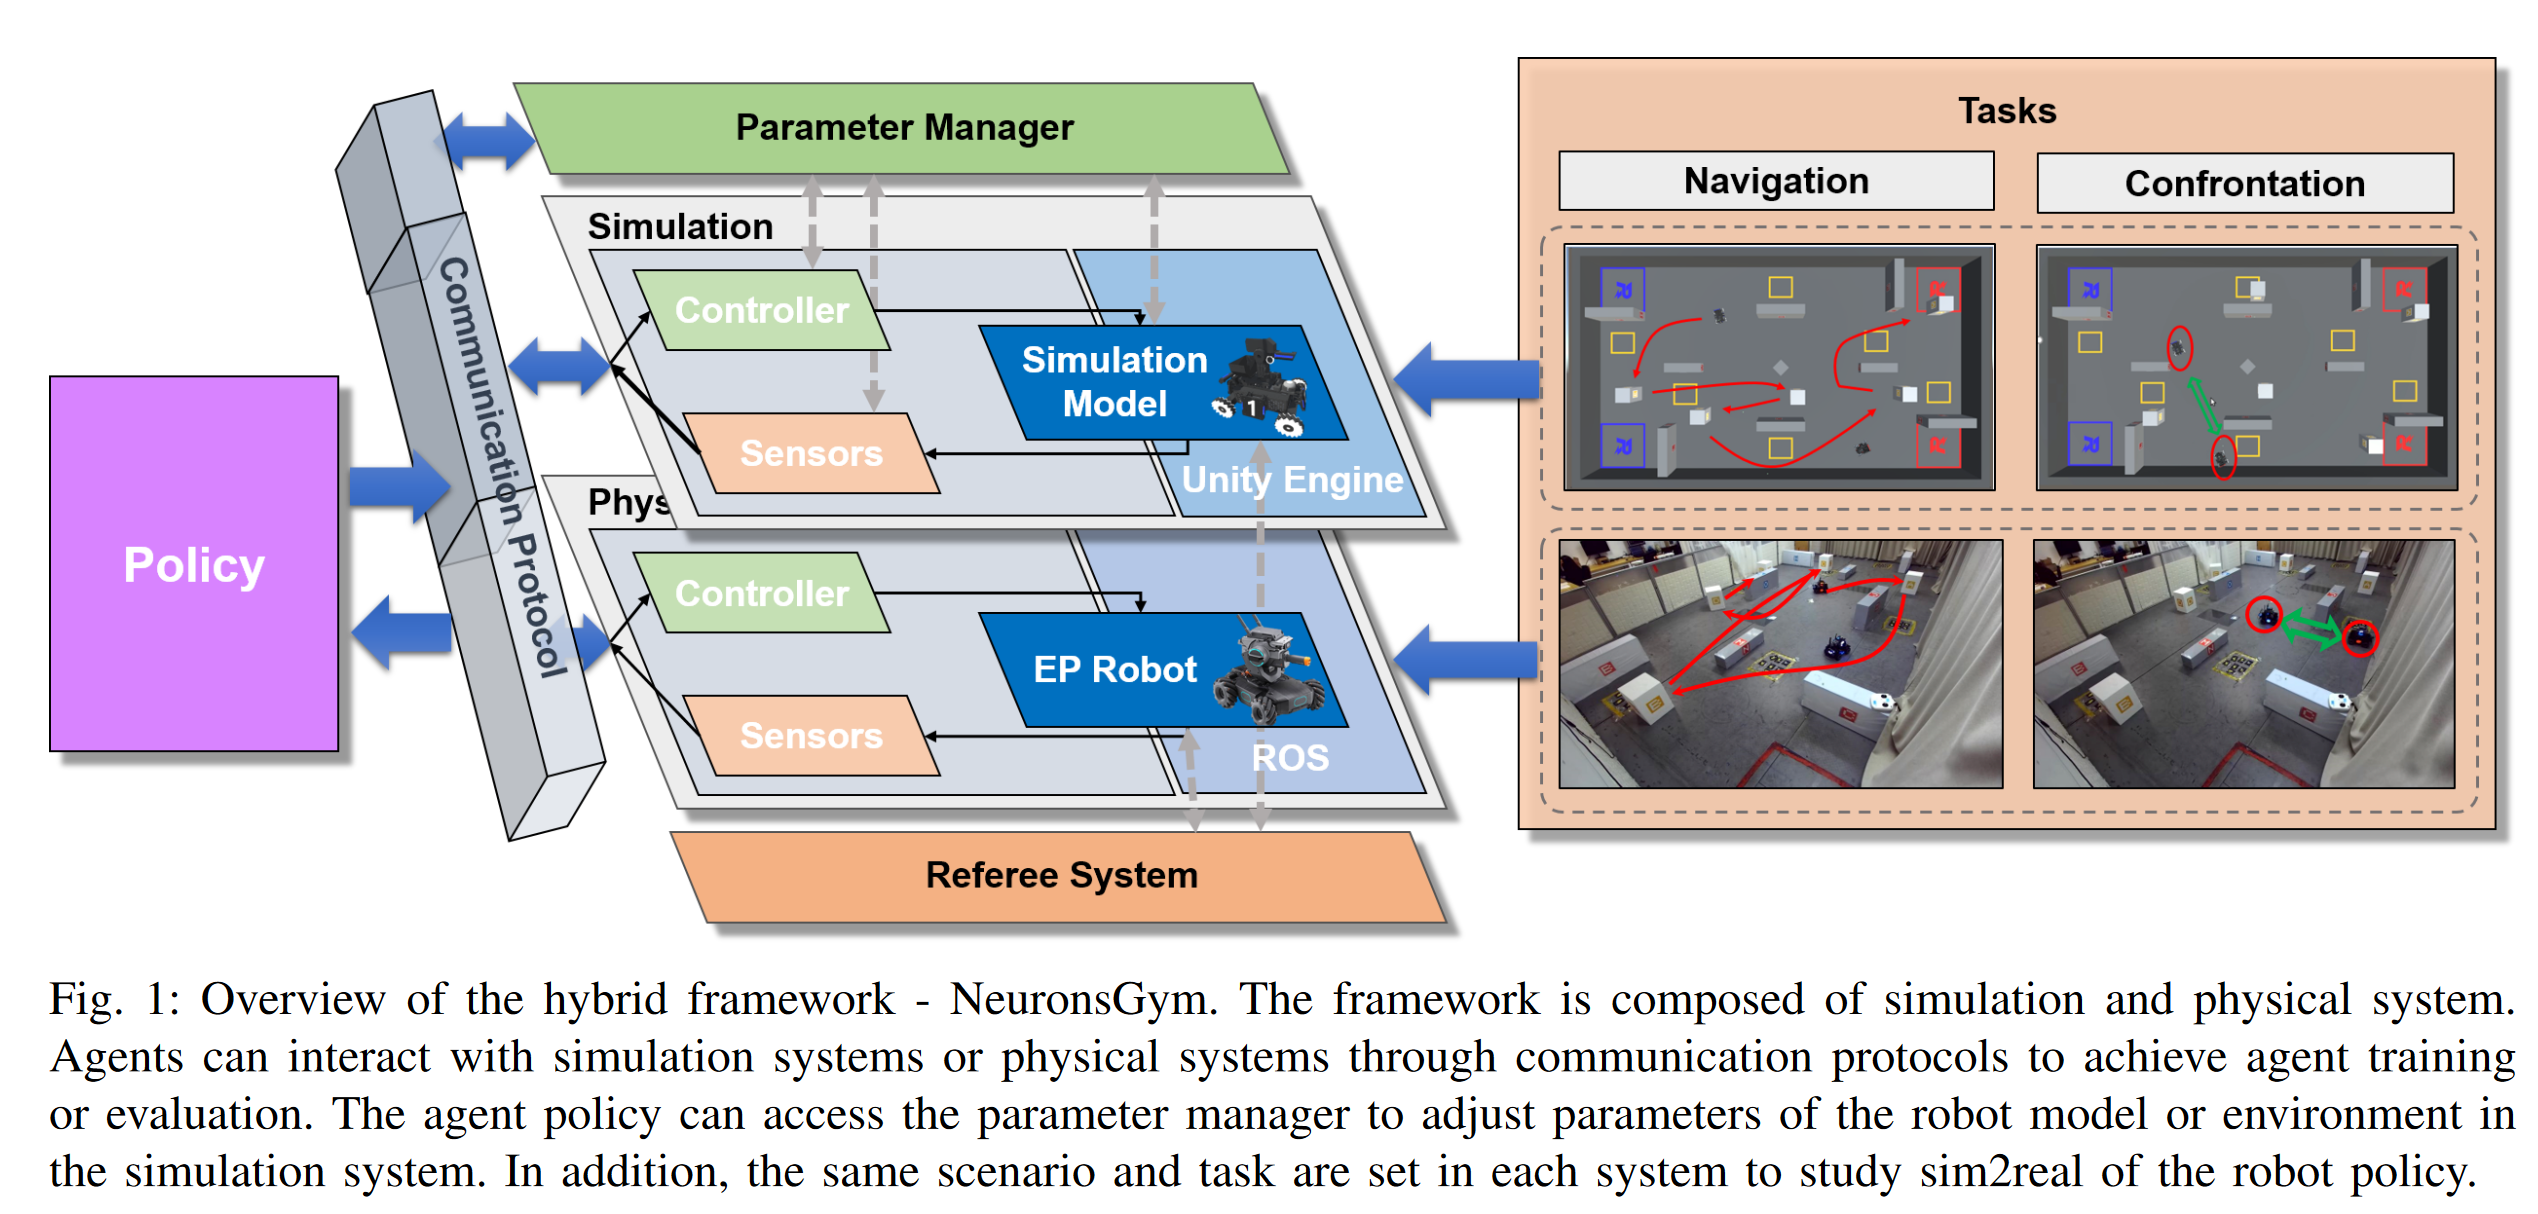 Parameter Manager
Tasks
Navigation
Confrontation
Simulation
Controller
Simulation
Model
1
Sensors
Unity Engine
Communication Protocol
Policy
Phys
Controller
EP Robot
Sensors
ROS
Referee System
Fig. 1: Overview of the hybrid framework - NeuronsGym. The framework is composed of simulation and physical system.
Agents can interact with simulation systems or physical systems through communication protocols to achieve agent training
or evaluation. The agent policy can access the parameter manager to adjust parameters of the robot model or environment in
the simulation system. In addition, the same scenario and task are set in each system to study sim2real of the robot policy.